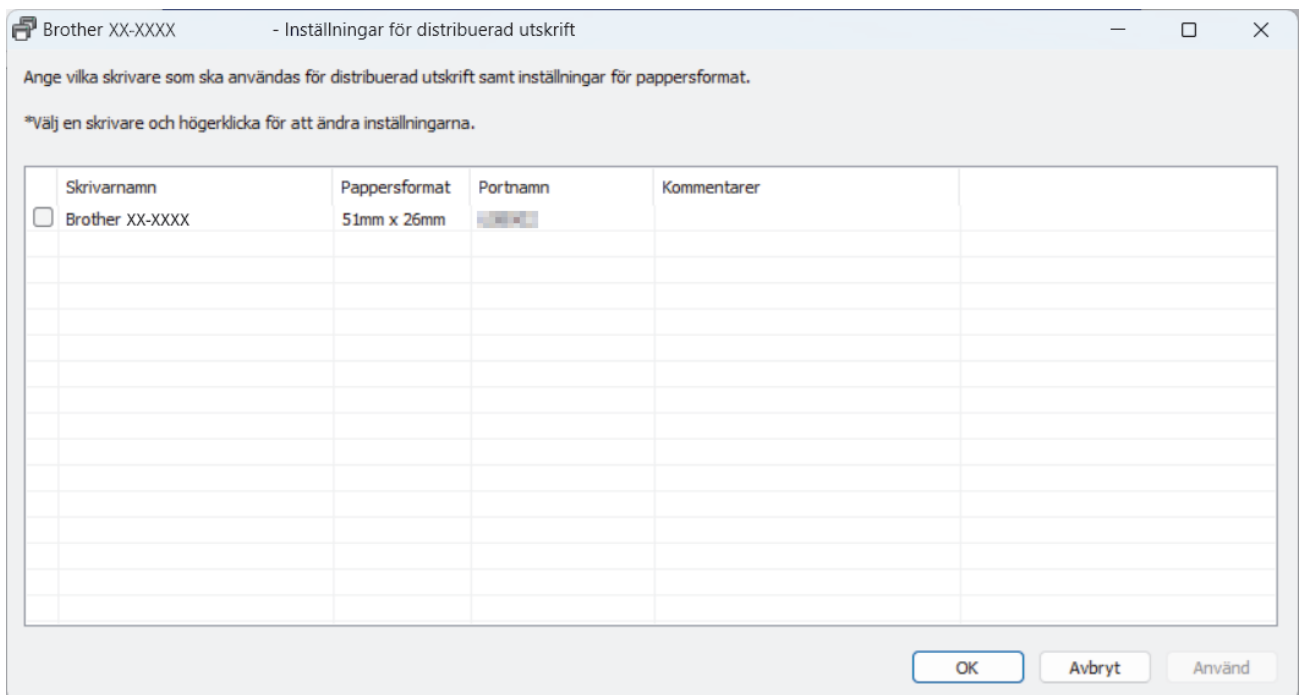 Brother XX-XXXX - Inställningar för distribuerad utskrift
Ange vilka skrivare som ska användas för distribuerad utskrift samt inställningar för pappersformat.
*Välj en skrivare och högerklicka för att ändra inställningarna.
Skrivarnamn Pappersformat Portnamn Kommentarer
Brother XX-XXXX 51mm x 26mm
OK Avbryt Använd